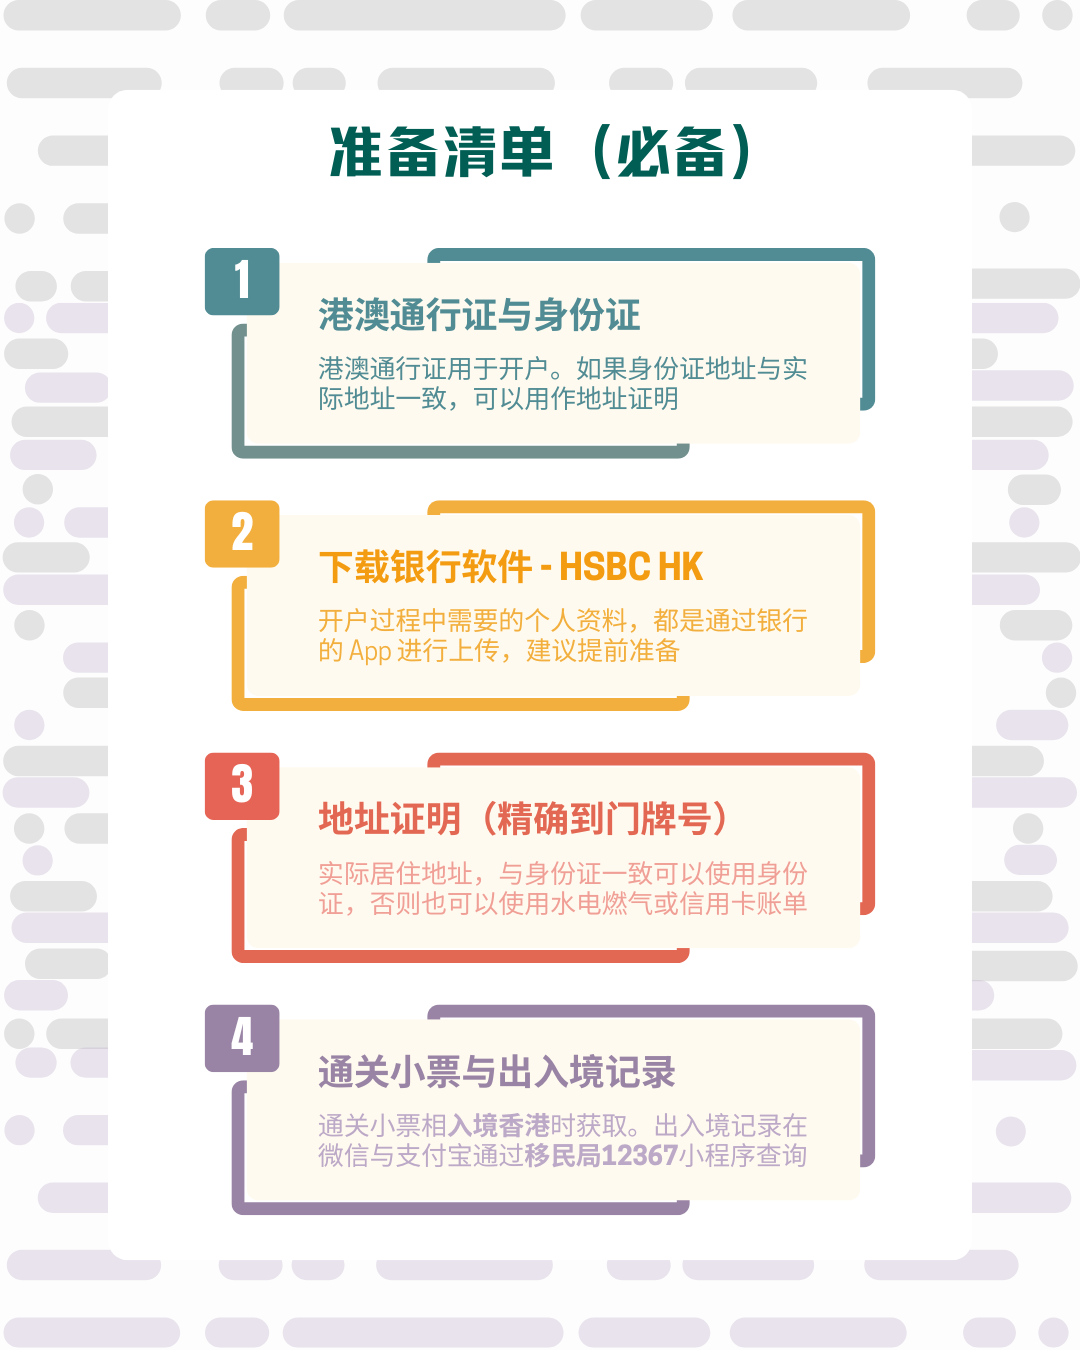 准备清单（必备）
1
港澳通行证与身份证
港澳通行证用于开户。如果身份证地址与实
际地址一致，可以用作地址证明
2
下载银行软件 - HSBC HK
开户过程中需要的个人资料，都是通过银行
的 App 进行上传，建议提前准备
3
地址证明（精确到门牌号）
实际居住地址，与身份证一致可以使用身份
证，否则也可以使用水电燃气或信用卡账单
4
通关小票与出入境记录
通关小票相入境香港时获取。出入境记录在
微信与支付宝通过移民局12367小程序查询